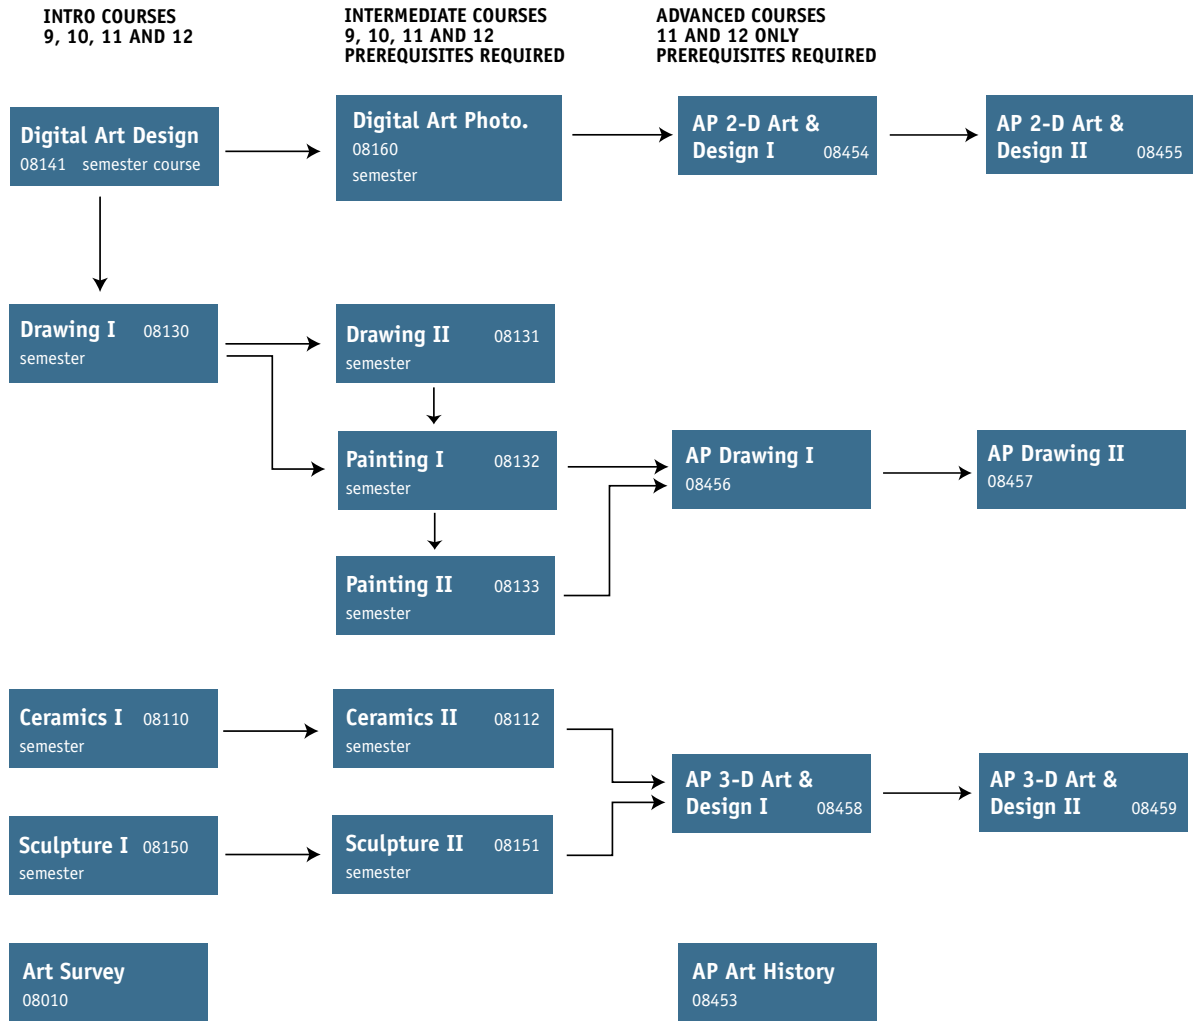 INTRO COURSES
9, 10, 11 AND 12
INTERMEDIATE COURSES
9, 10, 11 AND 12
PREREQUISITES REQUIRED
ADVANCED COURSES
11 AND 12 ONLY
PREREQUISITES REQUIRED
Digital Art Design
08141 semester course
Digital Art Photo.
08160
semester
AP 2-D Art &
Design I 08454
AP 2-D Art &
Design II 08455
Drawing I 08130
semester
Drawing II 08131
semester
Painting I 08132
semester
AP Drawing I
08456
AP Drawing II
08457
Painting II 08133
semester
Ceramics I 08110
semester
Ceramics II 08112
semester
AP 3-D Art &
Design I 08458
AP 3-D Art &
Design II 08459
Sculpture I 08150
semester
Sculpture II 08151
semester
Art Survey
08010
AP Art History
08453